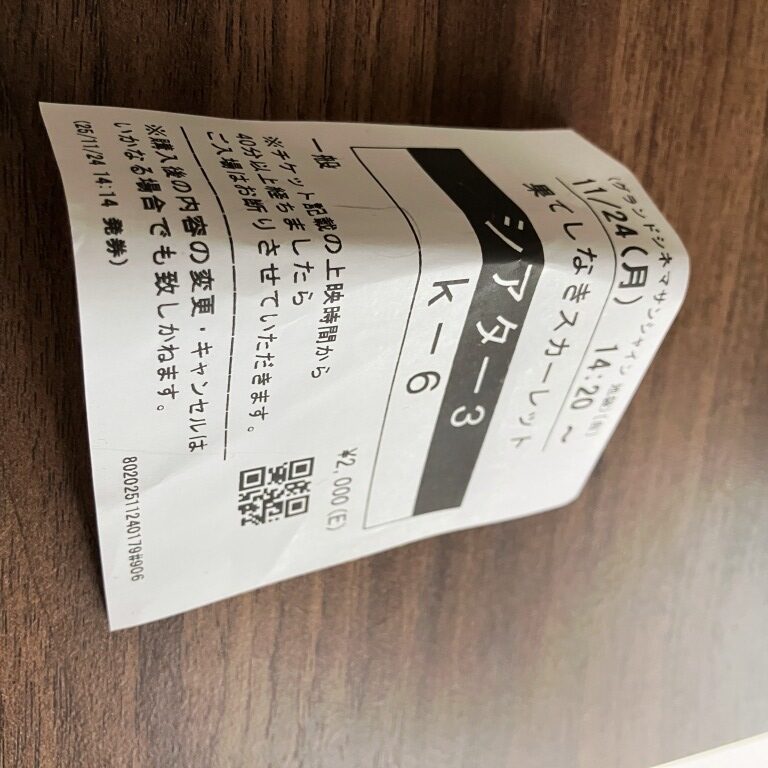 (グランドシネマサンシャイン 池袋)(前)
11/24(月) 14:20～
果てしなきスカーレット
シアター3
K-6
一般 ¥2,000(E)
※チケット記載の上映時間から
40分以上経ちましたら
ご入場はお断りさせていただきます。
※購入後の内容の変更・キャンセルは
いかなる場合でも致しかねます。
(25/11/24 14:14 発券)
80202511240179#906